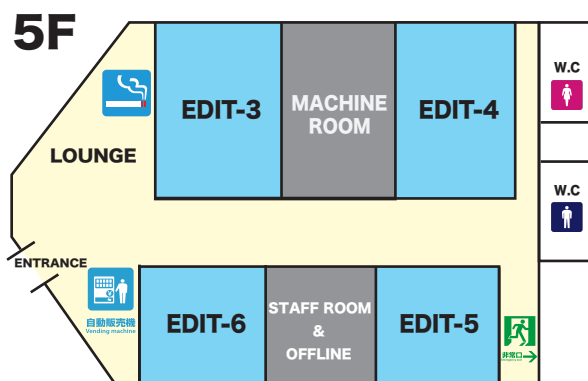 5F
EDIT-3
MACHINE
ROOM
EDIT-4
W.C
LOUNGE
W.C
ENTRANCE
自動販売機
Vending machine
EDIT-6
STAFF ROOM
&
OFFLINE
EDIT-5
非常口